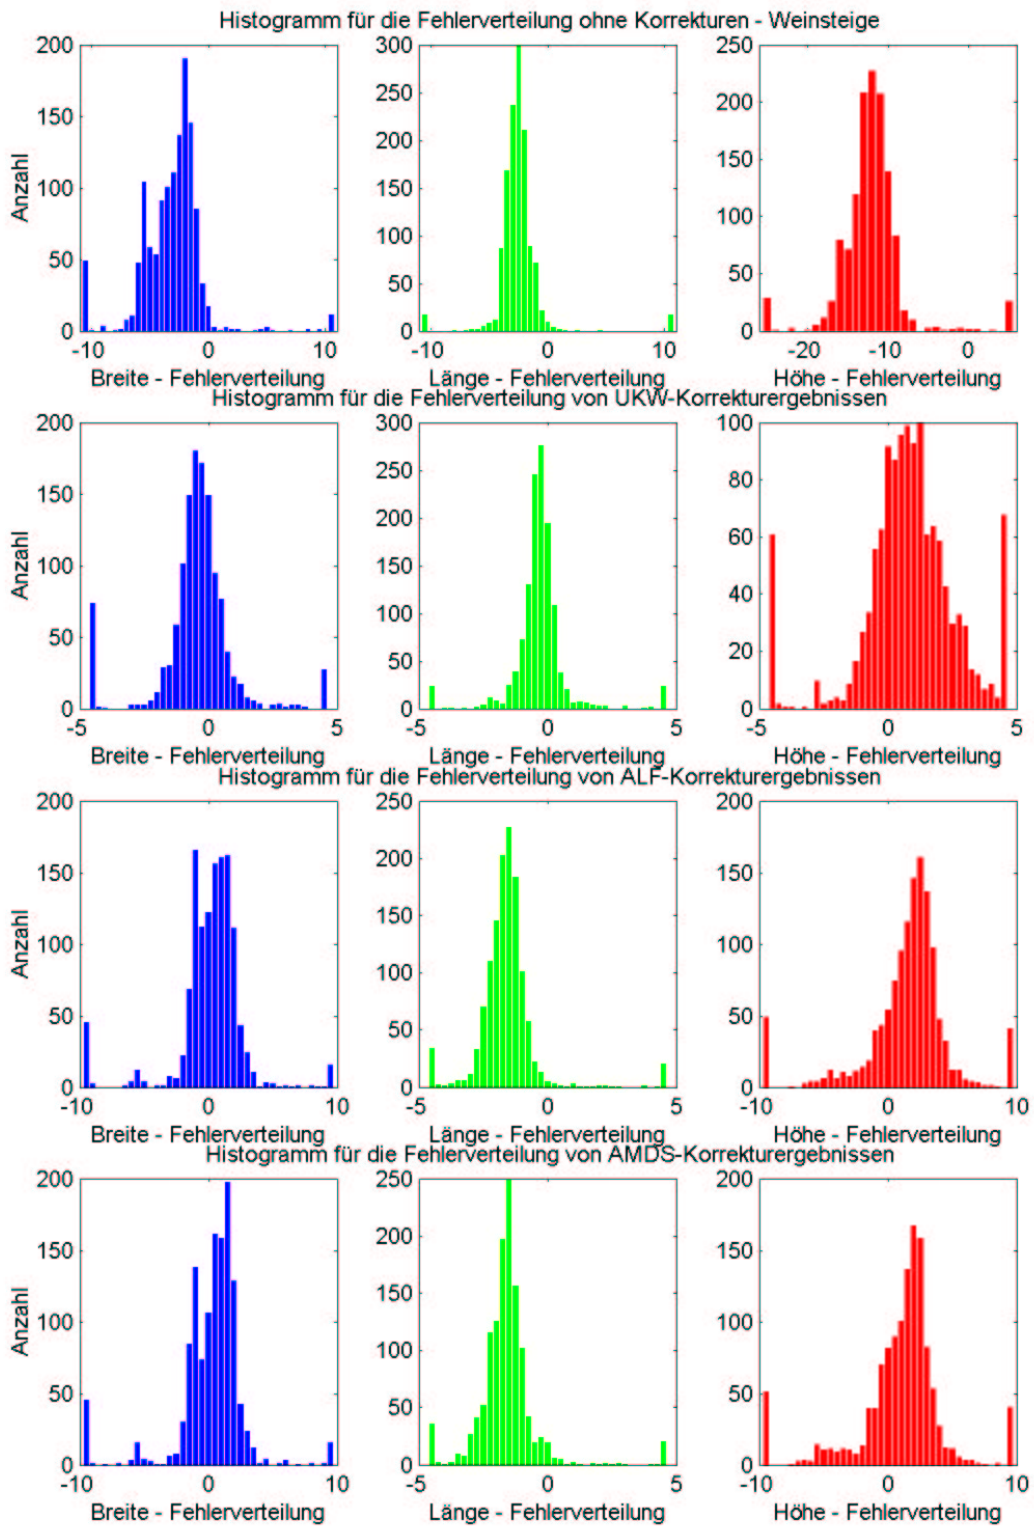 Histogramm für die Fehlerverteilung ohne Korrekturen - Weinsteige
200 300 250
250 200
150 200 150
100 150
100 100
50 50 50
0 0 0
Anzahl
-10 0 10 -10 0 10 -20 -10 0
Breite - Fehlerverteilung Länge - Fehlerverteilung Höhe - Fehlerverteilung
Histogramm für die Fehlerverteilung von UKW-Korrekturergebnissen
200 300 100
250 80
150 200 60
100 150
100 40
50 50 20
0 0 0
Anzahl
-5 0 5 -5 0 5 -5 0 5
Breite - Fehlerverteilung Länge - Fehlerverteilung Höhe - Fehlerverteilung
Histogramm für die Fehlerverteilung von ALF-Korrekturergebnissen
200 250 200
150 200 150
100 150 100
100
50 50 50
0 0 0
Anzahl
-10 0 10 -5 0 5 -10 0 10
Breite - Fehlerverteilung Länge - Fehlerverteilung Höhe - Fehlerverteilung
Histogramm für die Fehlerverteilung von AMDS-Korrekturergebnissen
200 250 200
150 200 150
100 150 100
100
50 50 50
0 0 0
Anzahl
-10 0 10 -5 0 5 -10 0 10
Breite - Fehlerverteilung Länge - Fehlerverteilung Höhe - Fehlerverteilung